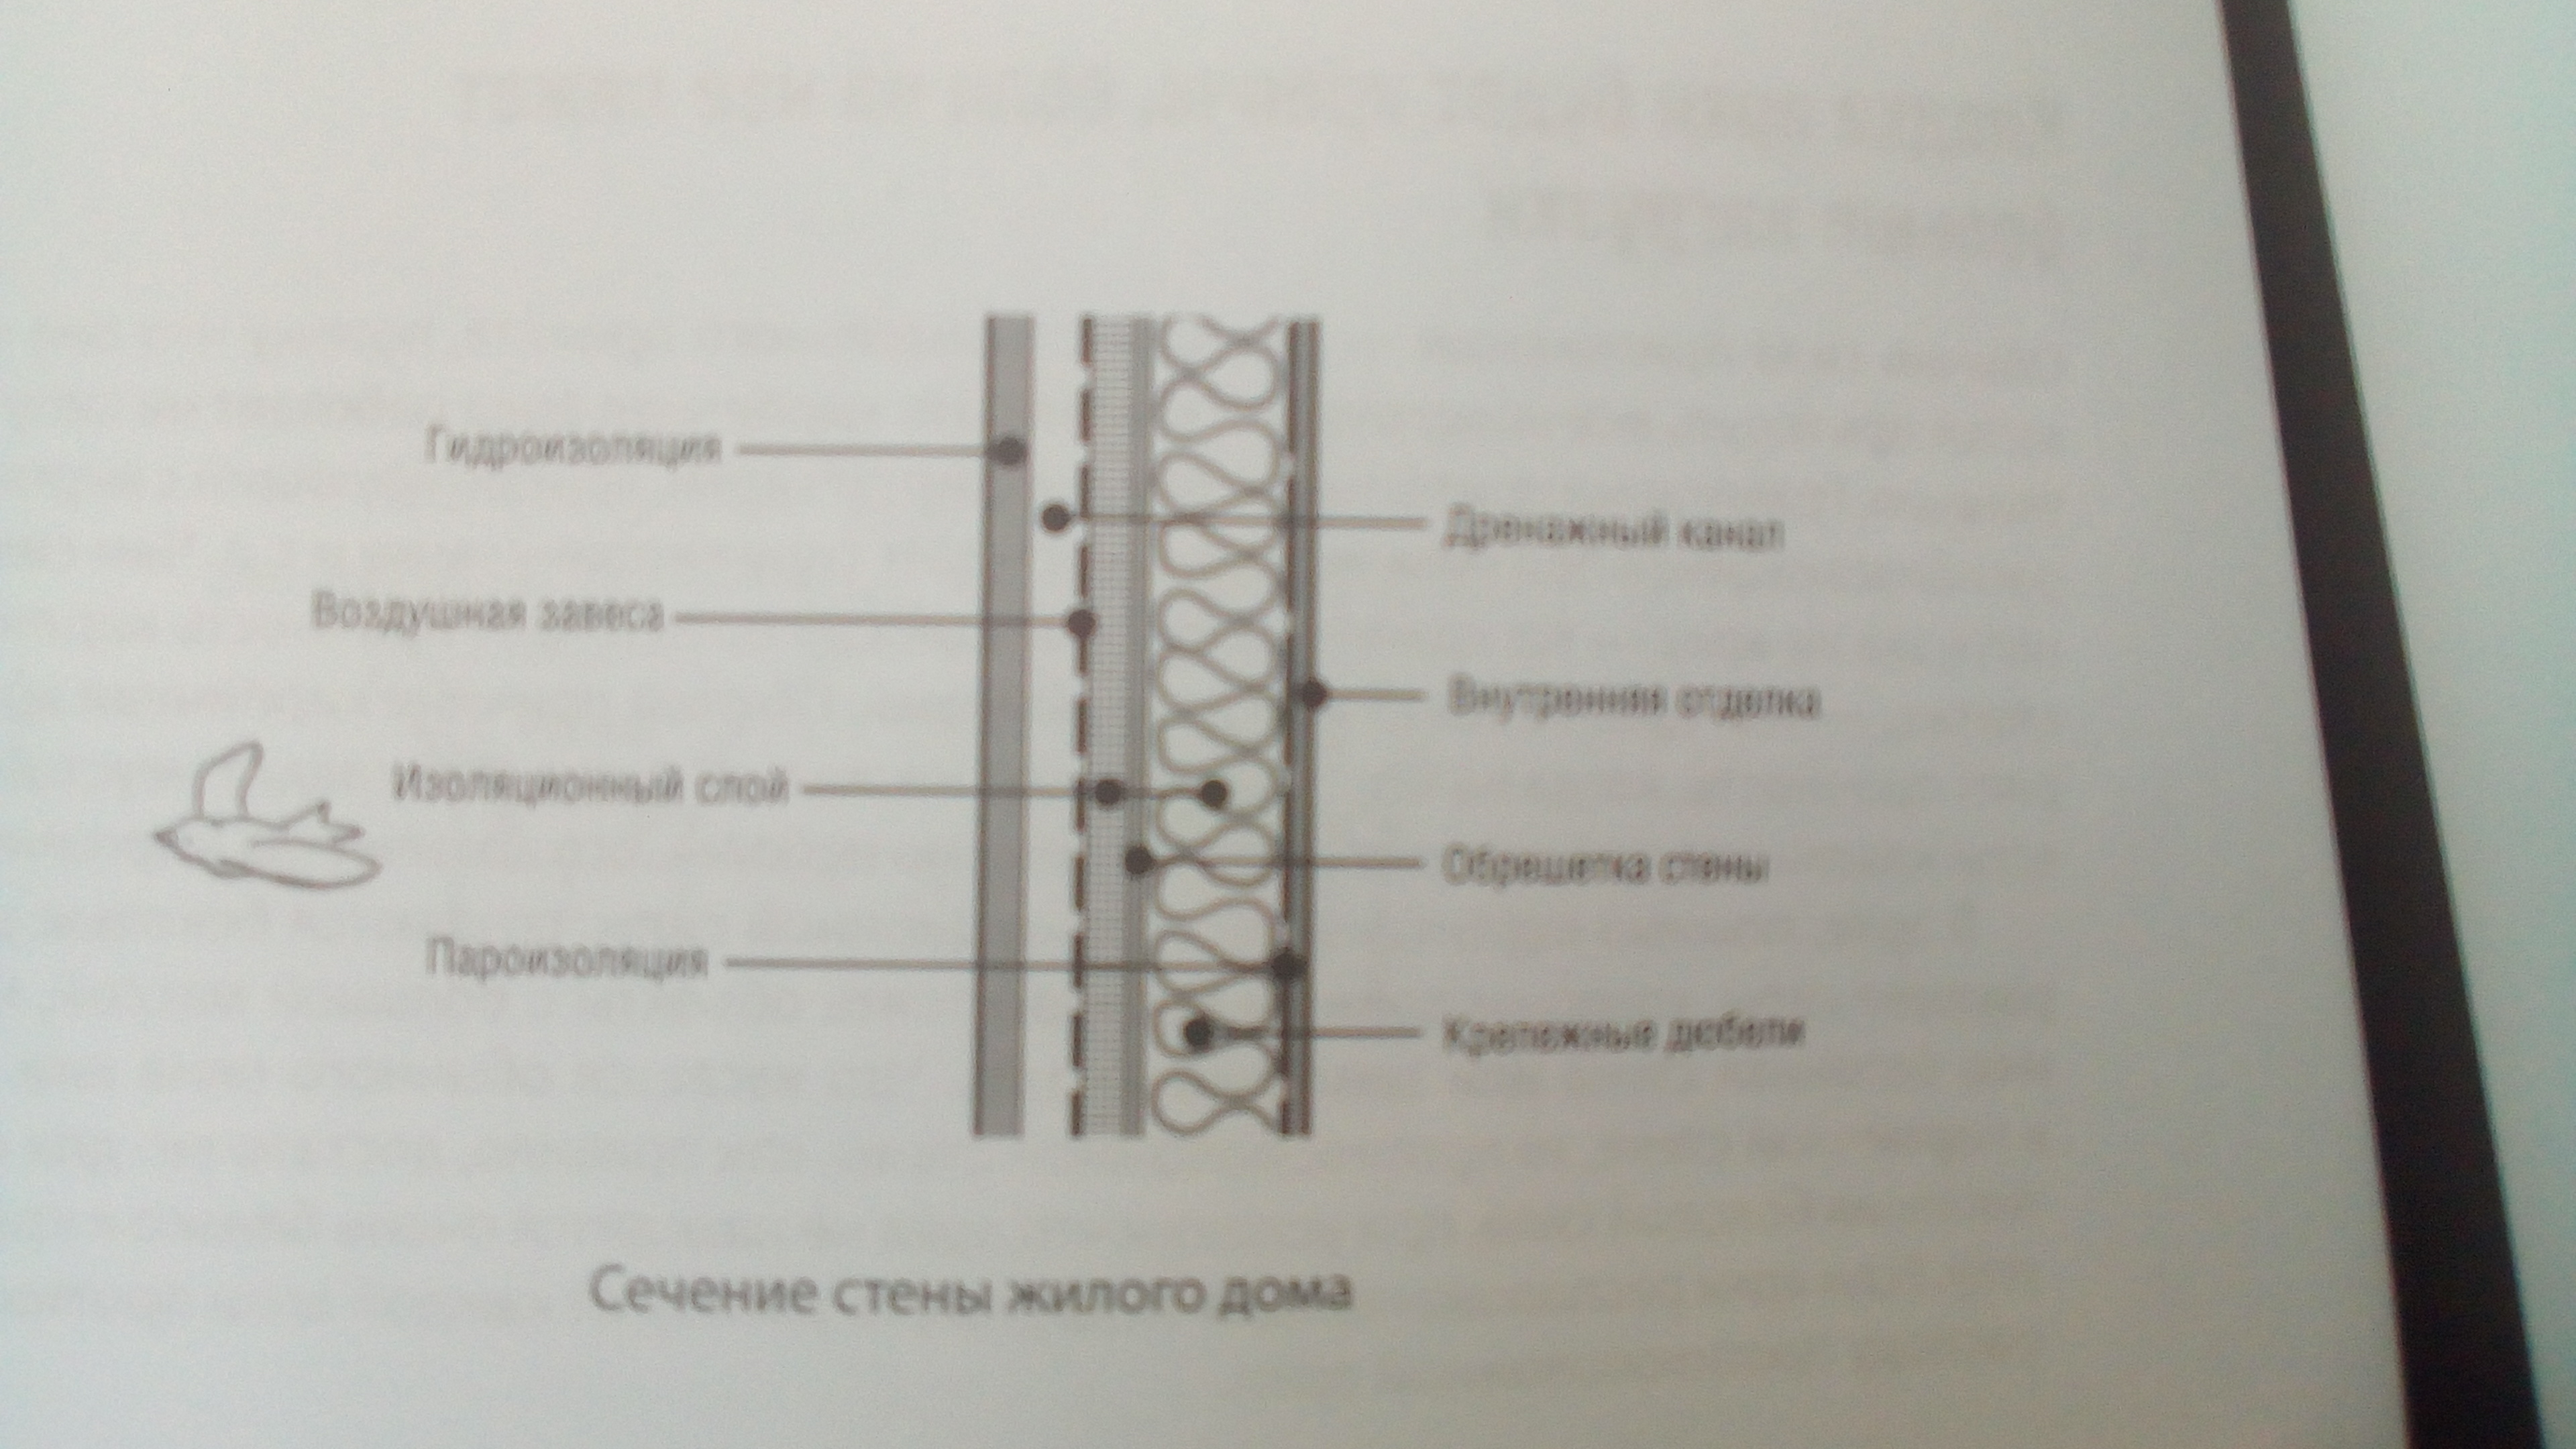 Гидроизоляция
Дренажный канал
Воздушная завеса
Внутренняя отделка
Изоляционный слой
Обрешетка стены
Пароизоляция
Крепежные дюбели
Сечение стены жилого дома